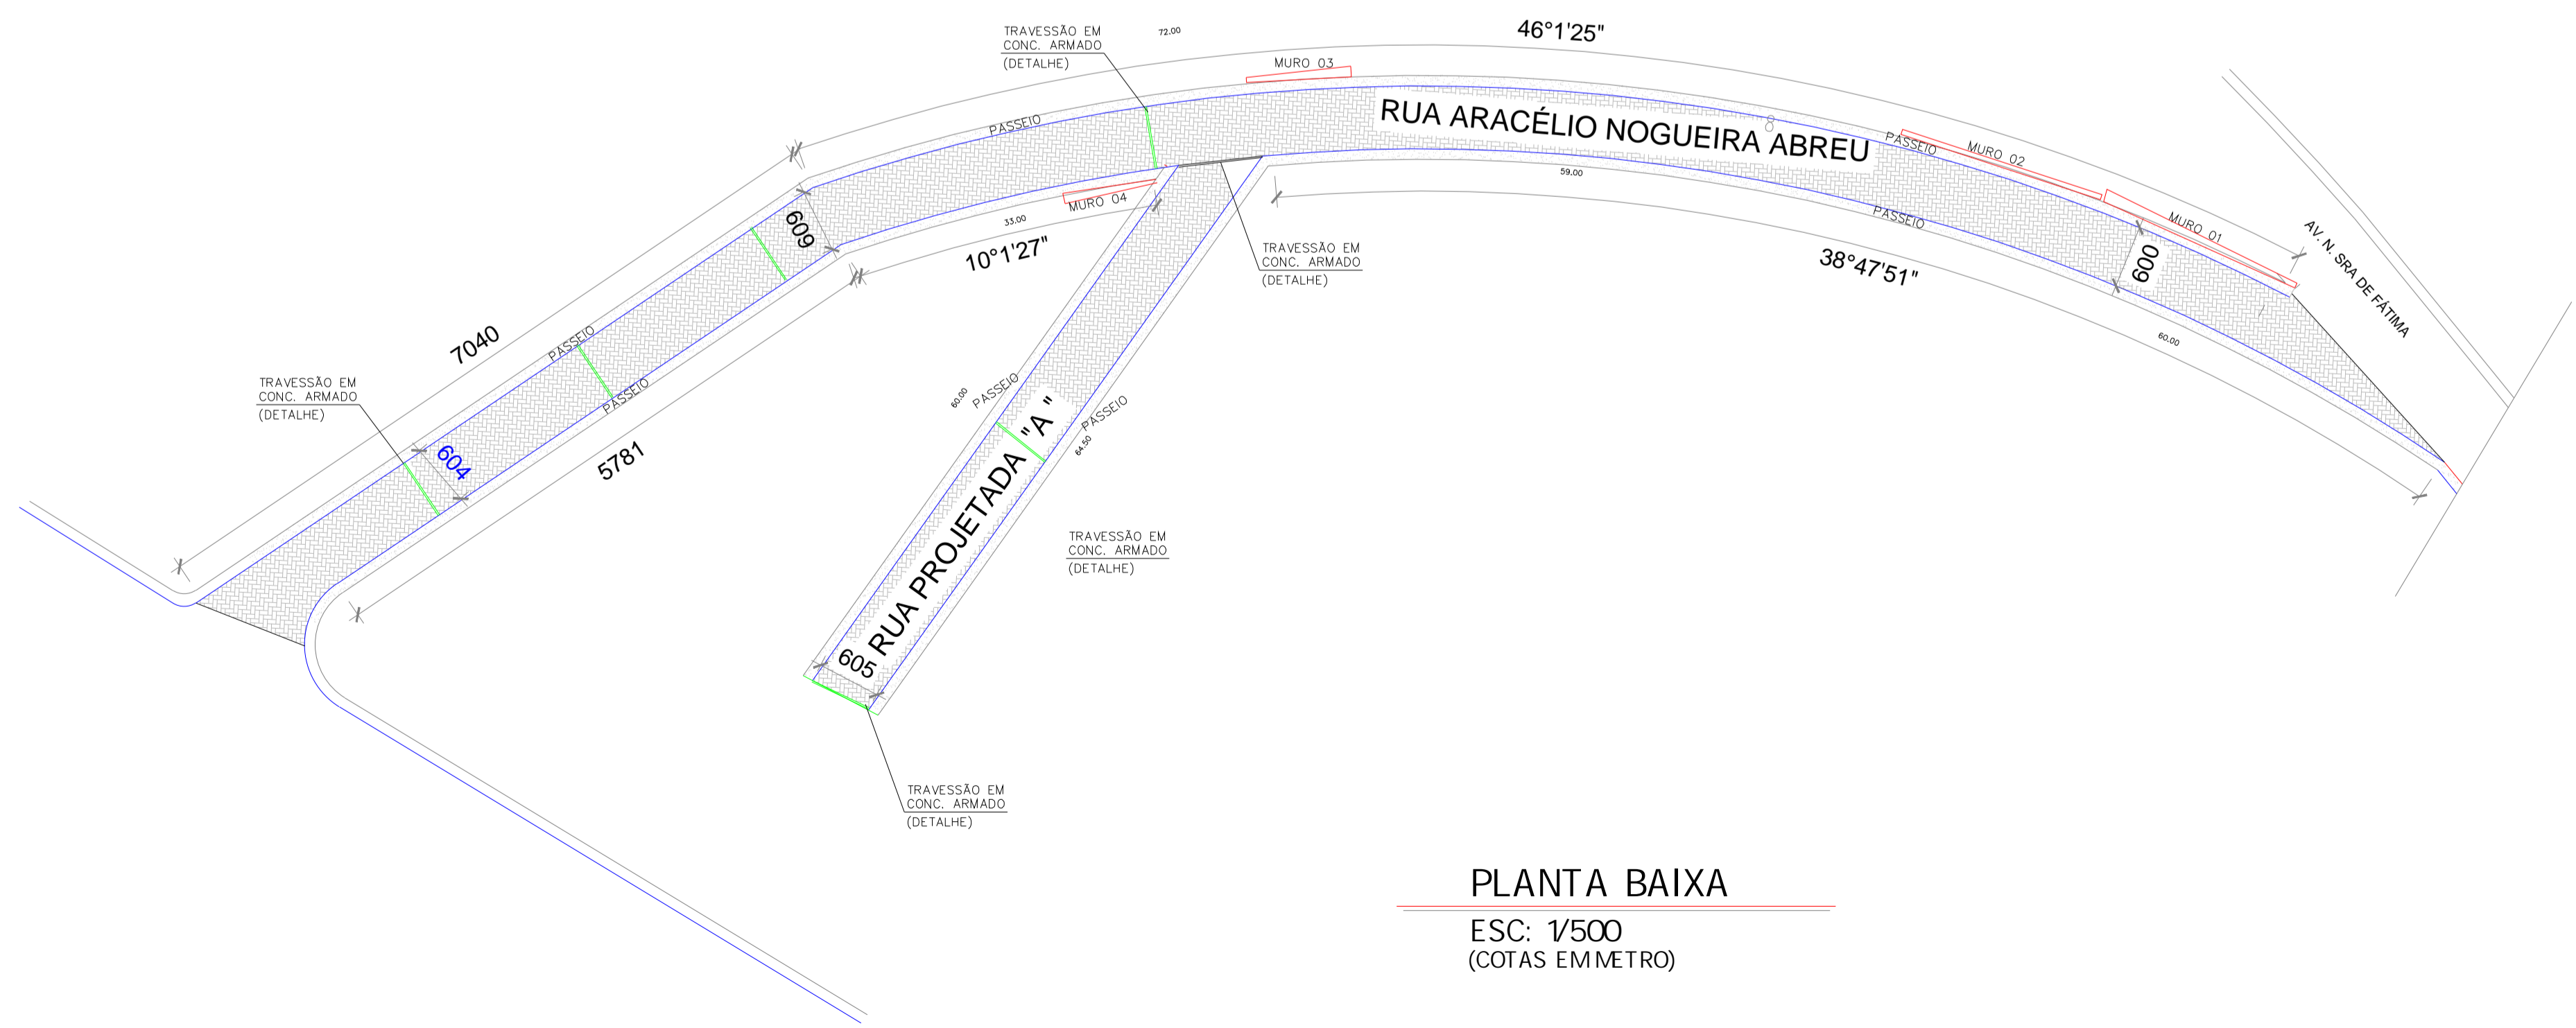 TRAVESSÃO EM
CONC. ARMADO
(DETALHE)
72.00
46°1'25"
MURO 03
PASSEIO
RUA ARACÉLIO NOGUEIRA ABREU
8
PASSEIO
MURO 02
MURO 01
AV. N. SRA DE FÁTIMA
609
MURO 04
33.00
10°1'27"
59.00
PASSEIO
38°47'51"
600
60.00
TRAVESSÃO EM
CONC. ARMADO
(DETALHE)
7040
PASSEIO
PASSEIO
5781
604
TRAVESSÃO EM
CONC. ARMADO
(DETALHE)
60.00
PASSEIO
PASSEIO
64.50
RUA PROJETADA "A"
605
TRAVESSÃO EM
CONC. ARMADO
(DETALHE)
TRAVESSÃO EM
CONC. ARMADO
(DETALHE)
PLANTA BAIXA
ESC: 1/500
(COTAS EM METRO)